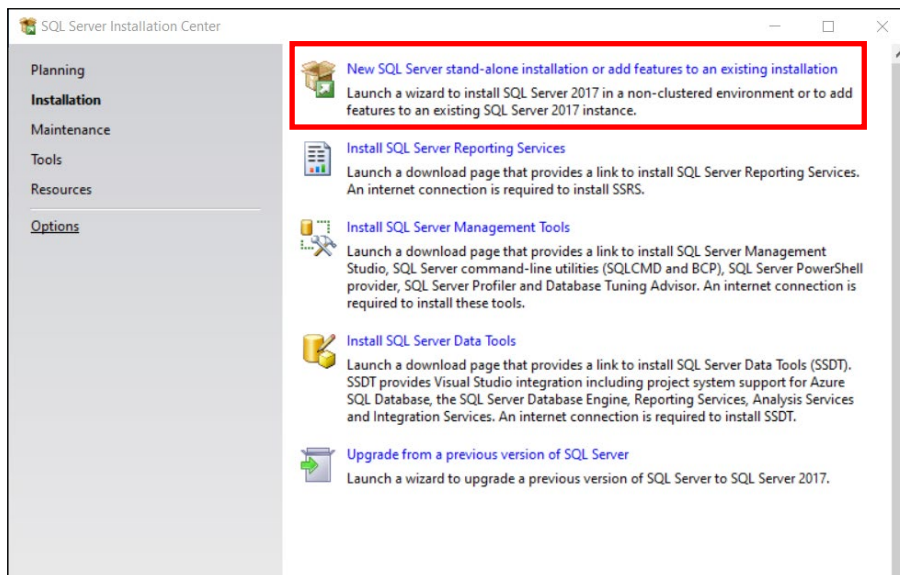 SQL Server Installation Center
Planning
Installation
Maintenance
Tools
Resources
Options
New SQL Server stand-alone installation or add features to an existing installation
Launch a wizard to install SQL Server 2017 in a non-clustered environment or to add
features to an existing SQL Server 2017 instance.
Install SQL Server Reporting Services
Launch a download page that provides a link to install SQL Server Reporting Services.
An internet connection is required to install SSRS.
Install SQL Server Management Tools
Launch a download page that provides a link to install SQL Server Management
Studio, SQL Server command-line utilities (SQLCMD and BCP), SQL Server PowerShell
provider, SQL Server Profiler and Database Tuning Advisor. An internet connection is
required to install these tools.
Install SQL Server Data Tools
Launch a download page that provides a link to install SQL Server Data Tools (SSDT).
SSDT provides Visual Studio integration including project system support for Azure
SQL Database, the SQL Server Database Engine, Reporting Services, Analysis Services
and Integration Services. An internet connection is required to install SSDT.
Upgrade from a previous version of SQL Server
Launch a wizard to upgrade a previous version of SQL Server to SQL Server 2017.